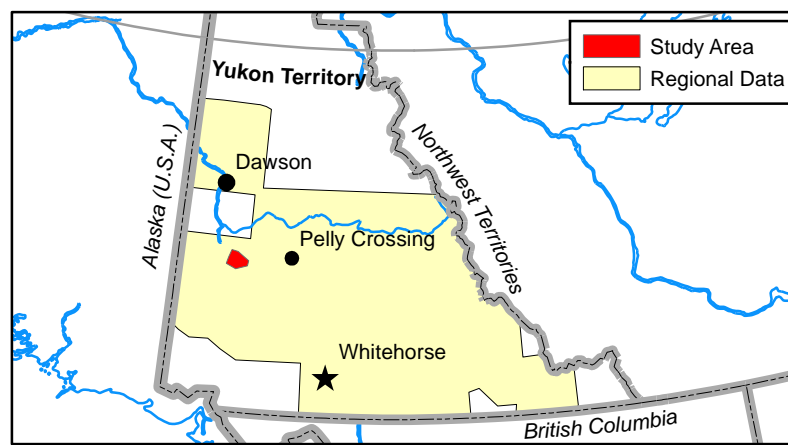 Study Area
Regional Data
Yukon Territory
Alaska (U.S.A.)
Dawson
Northwest Territories
Pelly Crossing
Whitehorse
British Columbia